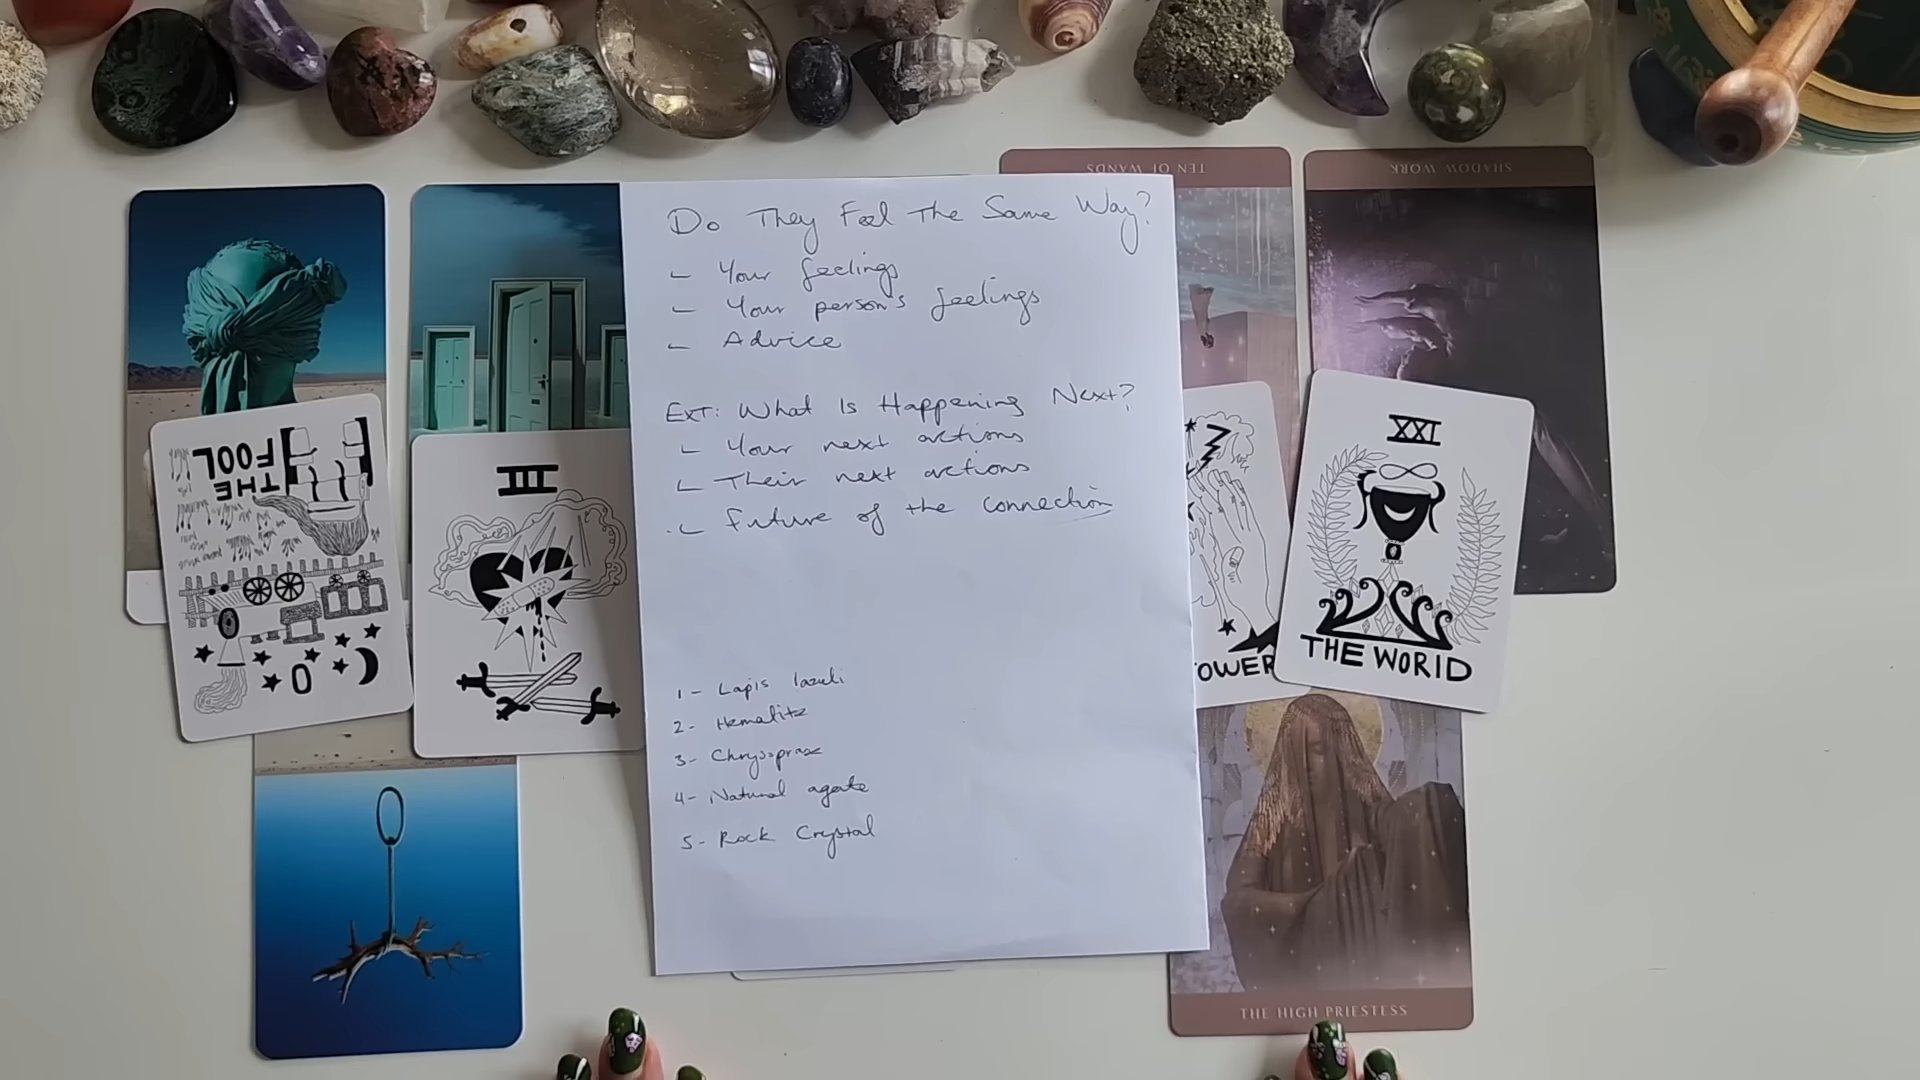 TEN OF WANDS
SHADOW WORK
Do They Feel The Same Way?
- Your feelings
- Your person's feelings
- Advice
EXT: What Is Happening Next?
- Your next actions
- Their next actions
- Future of the connection
1- Lapis lazuli
2- Hematite
3- Chrysoprase
4- Natural agate
5- Rock Crystal
THE FOOL
0
III
XXI
THE WORLD
OWER
THE HIGH PRIESTESS